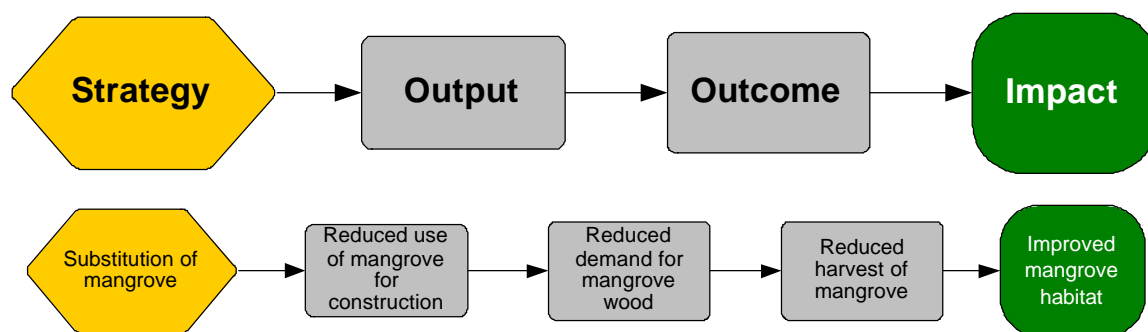 Strategy
Output
Outcome
Impact
Substitution of
mangrove
Reduced use
of mangrove
for
construction
Reduced
demand for
mangrove
wood
Reduced
harvest of
mangrove
Improved
mangrove
habitat